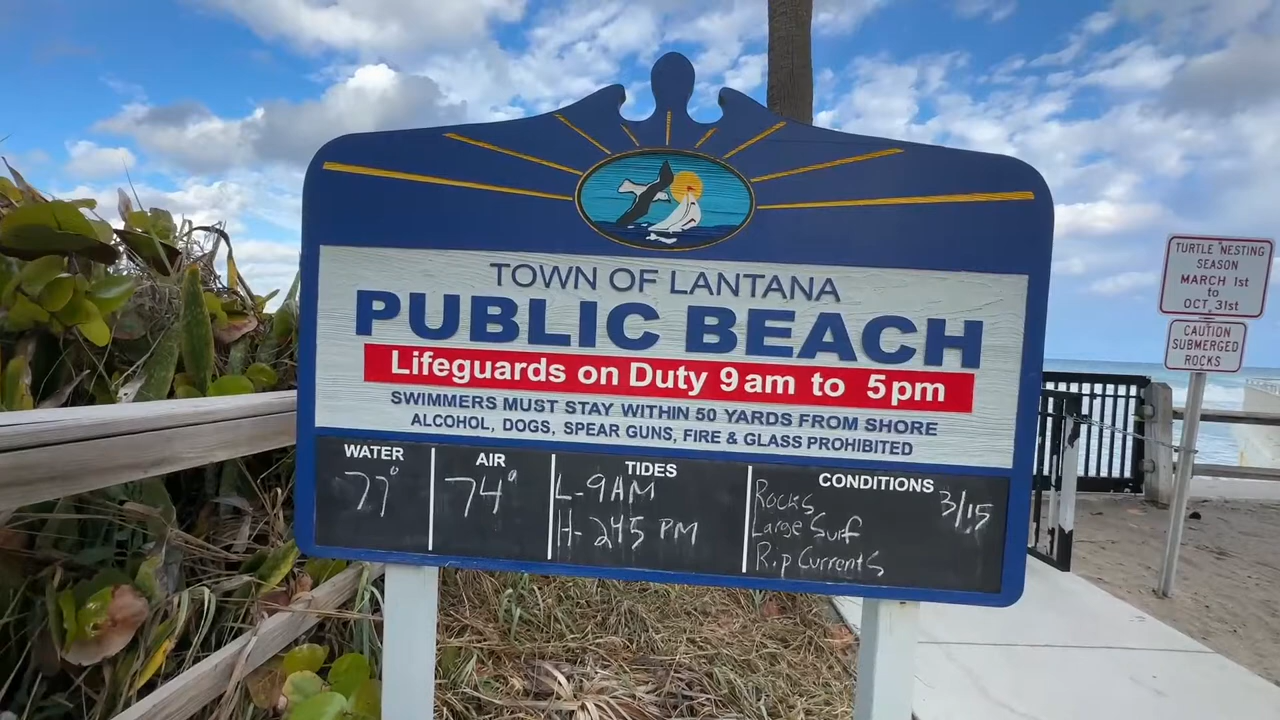 TOWN OF LANTANA
PUBLIC BEACH
Lifeguards on Duty 9am to 5pm
SWIMMERS MUST STAY WITHIN 50 YARDS FROM SHORE
ALCOHOL, DOGS, SPEAR GUNS, FIRE & GLASS PROHIBITED
WATER
77°
AIR
74°
TIDES
L-9AM
H-245 PM
CONDITIONS
3/15
Rocks
Large Surf
Rip Currents
TURTLE NESTING
SEASON
MARCH 1st
to
OCT 31st
CAUTION
SUBMERGED
ROCKS